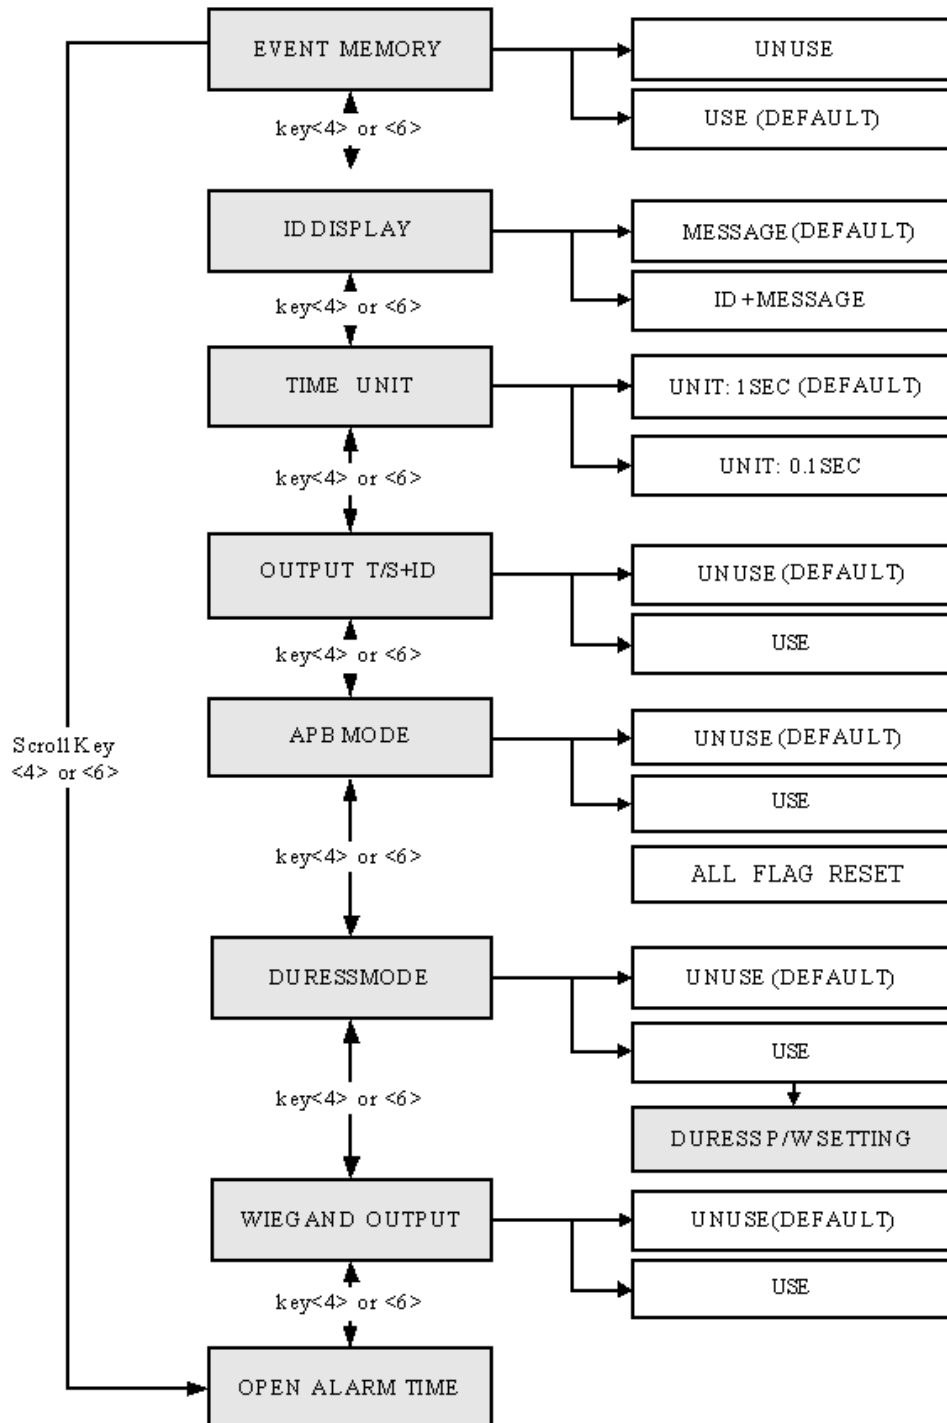 EVENT MEMORY
UNUSE
USE (DEFAULT)
key<4> or <6>
ID DISPLAY
MESSAGE (DEFAULT)
ID+MESSAGE
key<4> or <6>
TIME UNIT
UNIT: 1SEC (DEFAULT)
UNIT: 0.1SEC
key<4> or <6>
OUTPUT T/S+ID
UNUSE (DEFAULT)
USE
key<4> or <6>
APB MODE
UNUSE (DEFAULT)
USE
ALL FLAG RESET
Scroll Key
<4> or <6>
key<4> or <6>
DURESSMODE
UNUSE (DEFAULT)
USE
DURESS P/W SETTING
key<4> or <6>
WIEGAND OUTPUT
UNUSE(DEFAULT)
USE
key<4> or <6>
OPEN ALARM TIME